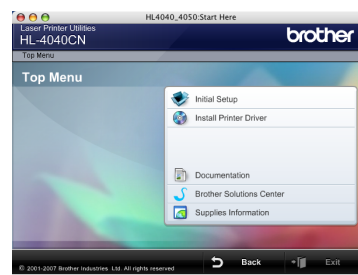 HL4040_4050:Start Here
Laser Printer Utilities
HL-4040CN
brother
Top Menu
Top Menu
Initial Setup
Install Printer Driver
Documentation
Brother Solutions Center
Supplies Information
© 2001-2007 Brother Industries Ltd. All rights reserved
Back
Exit